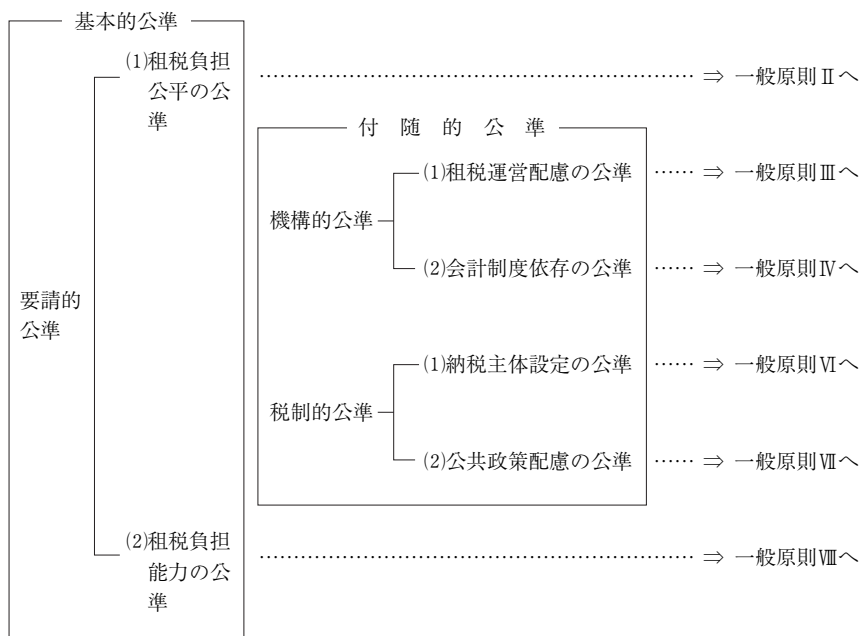 基本的公準
(1)租税負担 ⇒ 一般原則Ⅱへ
公平の公
準
付随的公準
(1)租税運営配慮の公準 …… ⇒ 一般原則Ⅲへ
機構的公準
(2)会計制度依存の公準 …… ⇒ 一般原則Ⅳへ
要請的
公準
(1)納税主体設定の公準 …… ⇒ 一般原則Ⅵへ
税制的公準
(2)公共政策配慮の公準 …… ⇒ 一般原則Ⅶへ
(2)租税負担 ⇒ 一般原則Ⅷへ
能力の公
準